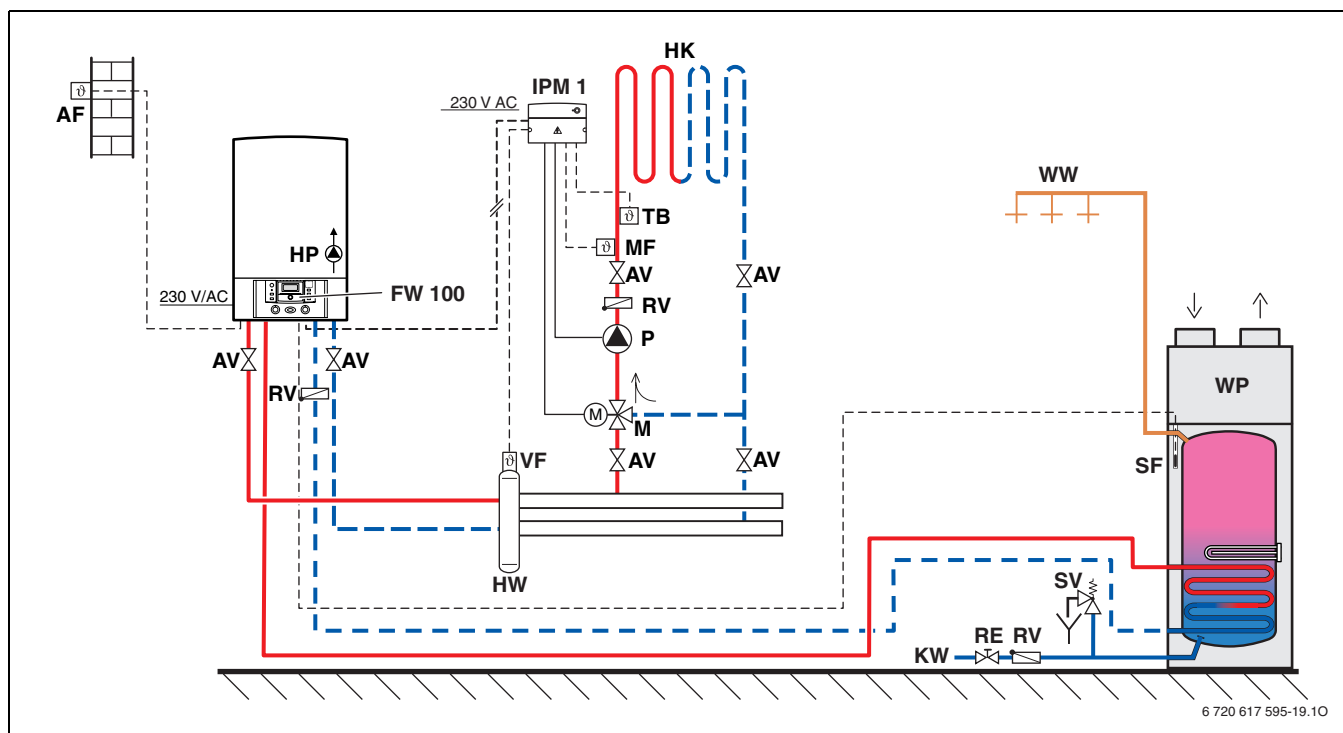 HK
IPM 1
230 V AC
ϑ
AF
WW
ϑ
TB
HP
ϑ
MF
AV
AV
FW 100
230 V/AC
RV
P
AV
AV
WP
RV
M
M
ϑ
VF
AV
AV
SF
HW
SV
RE
RV
KW
6 720 617 595-19.1O